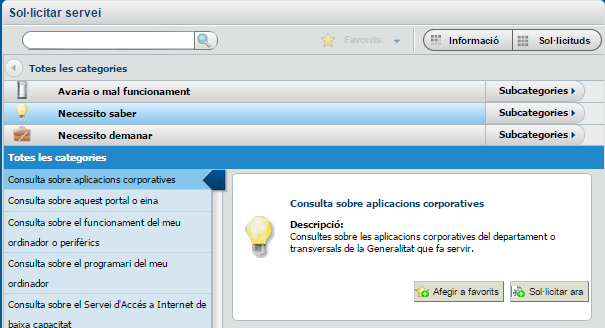 Sol·licitar servei
Favorits
Informació
Sol·licituds
Totes les categories
Avaria o mal funcionament
Subcategories
Necessito saber
Subcategories
Necessito demanar
Subcategories
Totes les categories
Consulta sobre aplicacions corporatives
Consulta sobre aquest portal o eina
Consulta sobre el funcionament del meu
ordinador o perifèrics
Consulta sobre el programari del meu
ordinador
Consulta sobre el Servei d'Accés a Internet de
baixa capacitat
Consulta sobre aplicacions corporatives
Descripció:
Consultes sobre les aplicacions corporatives del departament o
transversals de la Generalitat que fa servir.
Afegir a favorits
Sol·licitar ara